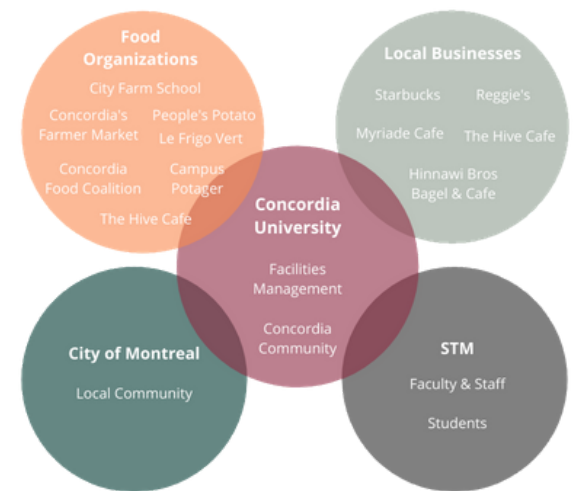 Food
Organizations
City Farm School
Concordia's
Farmer Market
People's Potato
Le Frigo Vert
Concordia
Food Coalition
Campus
Potager
The Hive Cafe
Local Businesses
Starbucks
Reggie's
Myriade Cafe
The Hive Cafe
Hinnawi Bros
Bagel & Cafe
Concordia
University
Facilities
Management
Concordia
Community
City of Montreal
Local Community
STM
Faculty & Staff
Students